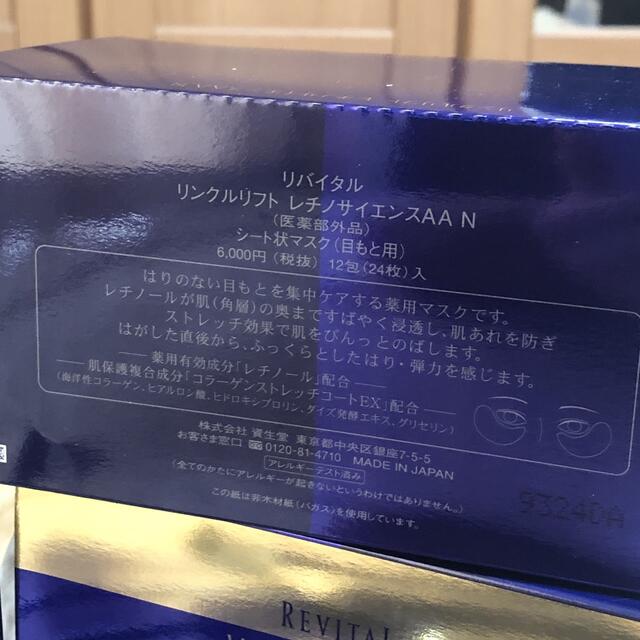 リバイタル
リンクルリフト レチノサイエンスAA N
(医薬部外品)
シート状マスク(目もと用)
6,000円(税抜) 12包(24枚)入
はりのない目もとを集中ケアする薬用マスクです。
レチノールが肌(角層)の奥まですばやく浸透し、肌あれを防ぎ
ストレッチ効果で肌をぴんっとのばします。
はがした直後から、ふっくらとしたはり・弾力を感じます。
薬用有効成分「レチノール」配合
肌保護複合成分「コラーゲンストレッチコートEX」配合
(海洋性コラーゲン、ヒアルロン酸、ヒドロキシプロリン、ダイズ発酵エキス、グリセリン)
株式会社 資生堂 東京都中央区銀座7-5-5
お客さま窓口 0120-81-4710 MADE IN JAPAN
アレルギーテスト済み
(全てのかたにアレルギーが起きないというわけではありません。)
この紙は非木材紙(バガス)を使用しています。
9324DA
REVITAL